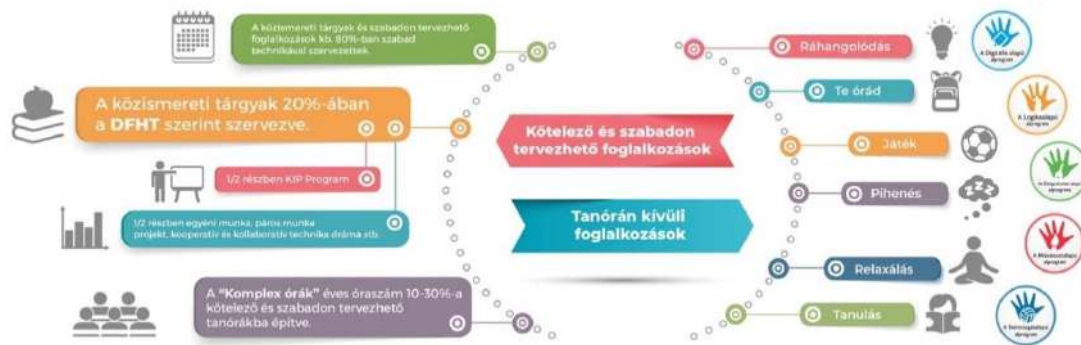 A közismereti tárgyak és szabadon tervezhető
foglalkozások kb. 80%-ban szabad
technikával szervezettek.
A közismereti tárgyak 20%-ában
a DFHT szerint szervezve.
1/2 részben KIP Program
1/2 részben egyéni munka, páros munka
projekt, kooperatív és kollaboratív technika dráma stb.
A "Komplex órák" éves óraszám 10-30%-a
kötelező és szabadon tervezhető
tanórákba építve.
Kötelező és szabadon
tervezhető foglalkozások
Tanórán kívüli
foglalkozások
Ráhangolódás
Te órád
Játék
Pihenés
Relaxálás
Tanulás
A Digitális alapú
alprogram
A Logikaalapú
alprogram
alprogram
A Művészetalapú
alprogram
alprogram